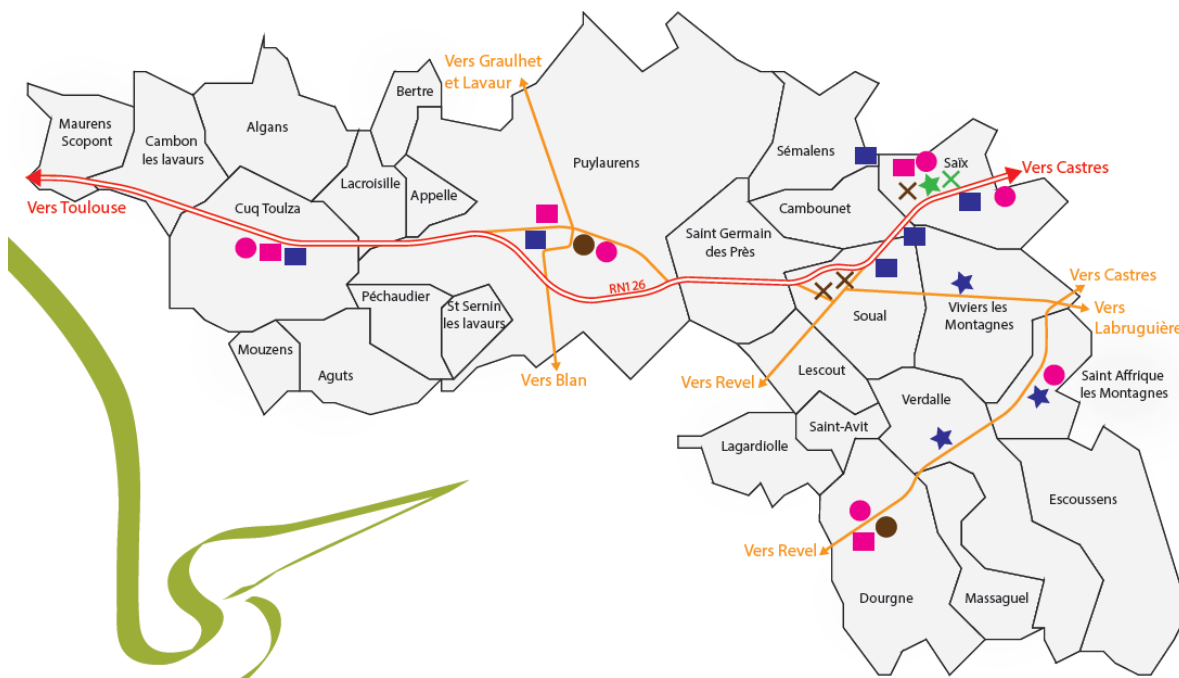 Vers Graulhet
et Lavaur
Bertre
Maurens
Scopont
Cambon
les lavaurs
Algans
Lacroisille
Appelle
Puylaurens
Sémalens
Saïx
Vers Castres
Vers Toulouse
Cuq Toulza
Cambounet
Saint Germain
des Près
RN126
Péchaudier
St Sernin
les lavaurs
Mouzens
Aguts
Vers Blan
Soual
Viviers les
Montagnes
Vers Castres
Vers
Labruguière
Vers Revel
Lescout
Verdalle
Saint Affrique
les Montagnes
Saint-Avit
Lagardiolle
Escoussens
Vers Revel
Dourgne
Massaguel